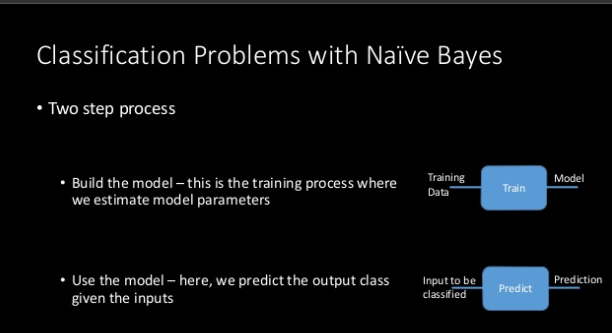 Classification Problems with Naïve Bayes
• Two step process
• Build the model – this is the training process where
we estimate model parameters
Training
Data
Train
Model
• Use the model – here, we predict the output class
given the inputs
Input to be
classified
Predict
Prediction